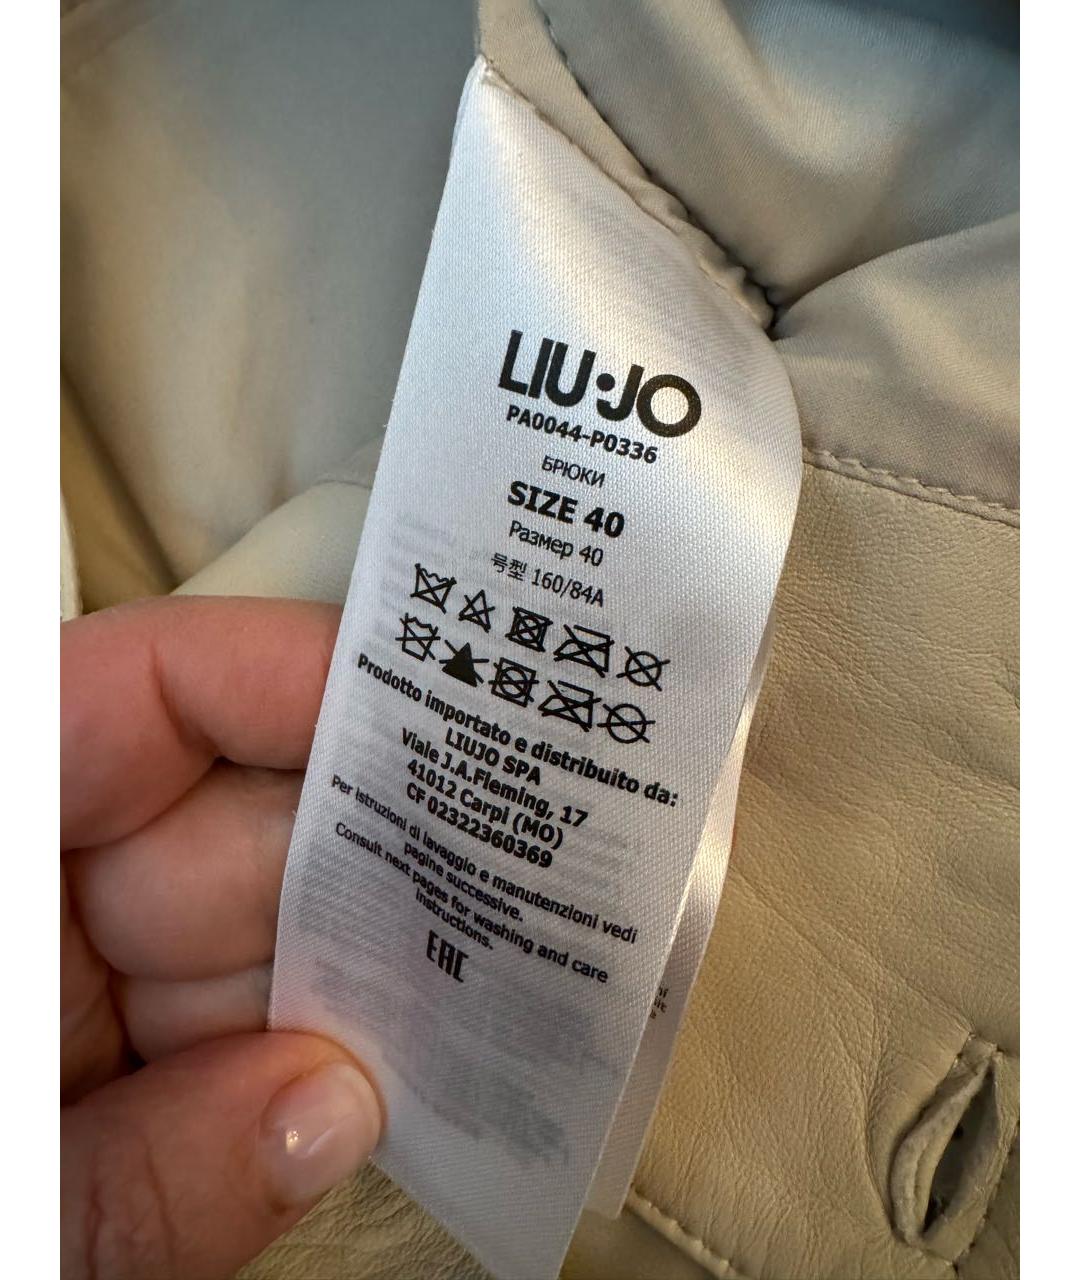 LIU·JO
PA0044-P0336
БРЮКИ
SIZE 40
Размер 40
号型 160/84A
Prodotto importato e distribuito da:
LIUJO SPA
Viale J.A.Fleming, 17
41012 Carpi (MO)
CF 02322360369
Per istruzioni di lavaggio e manutenzioni vedi
pagine successive.
Consult next pages for washing and care
instructions.
EAC